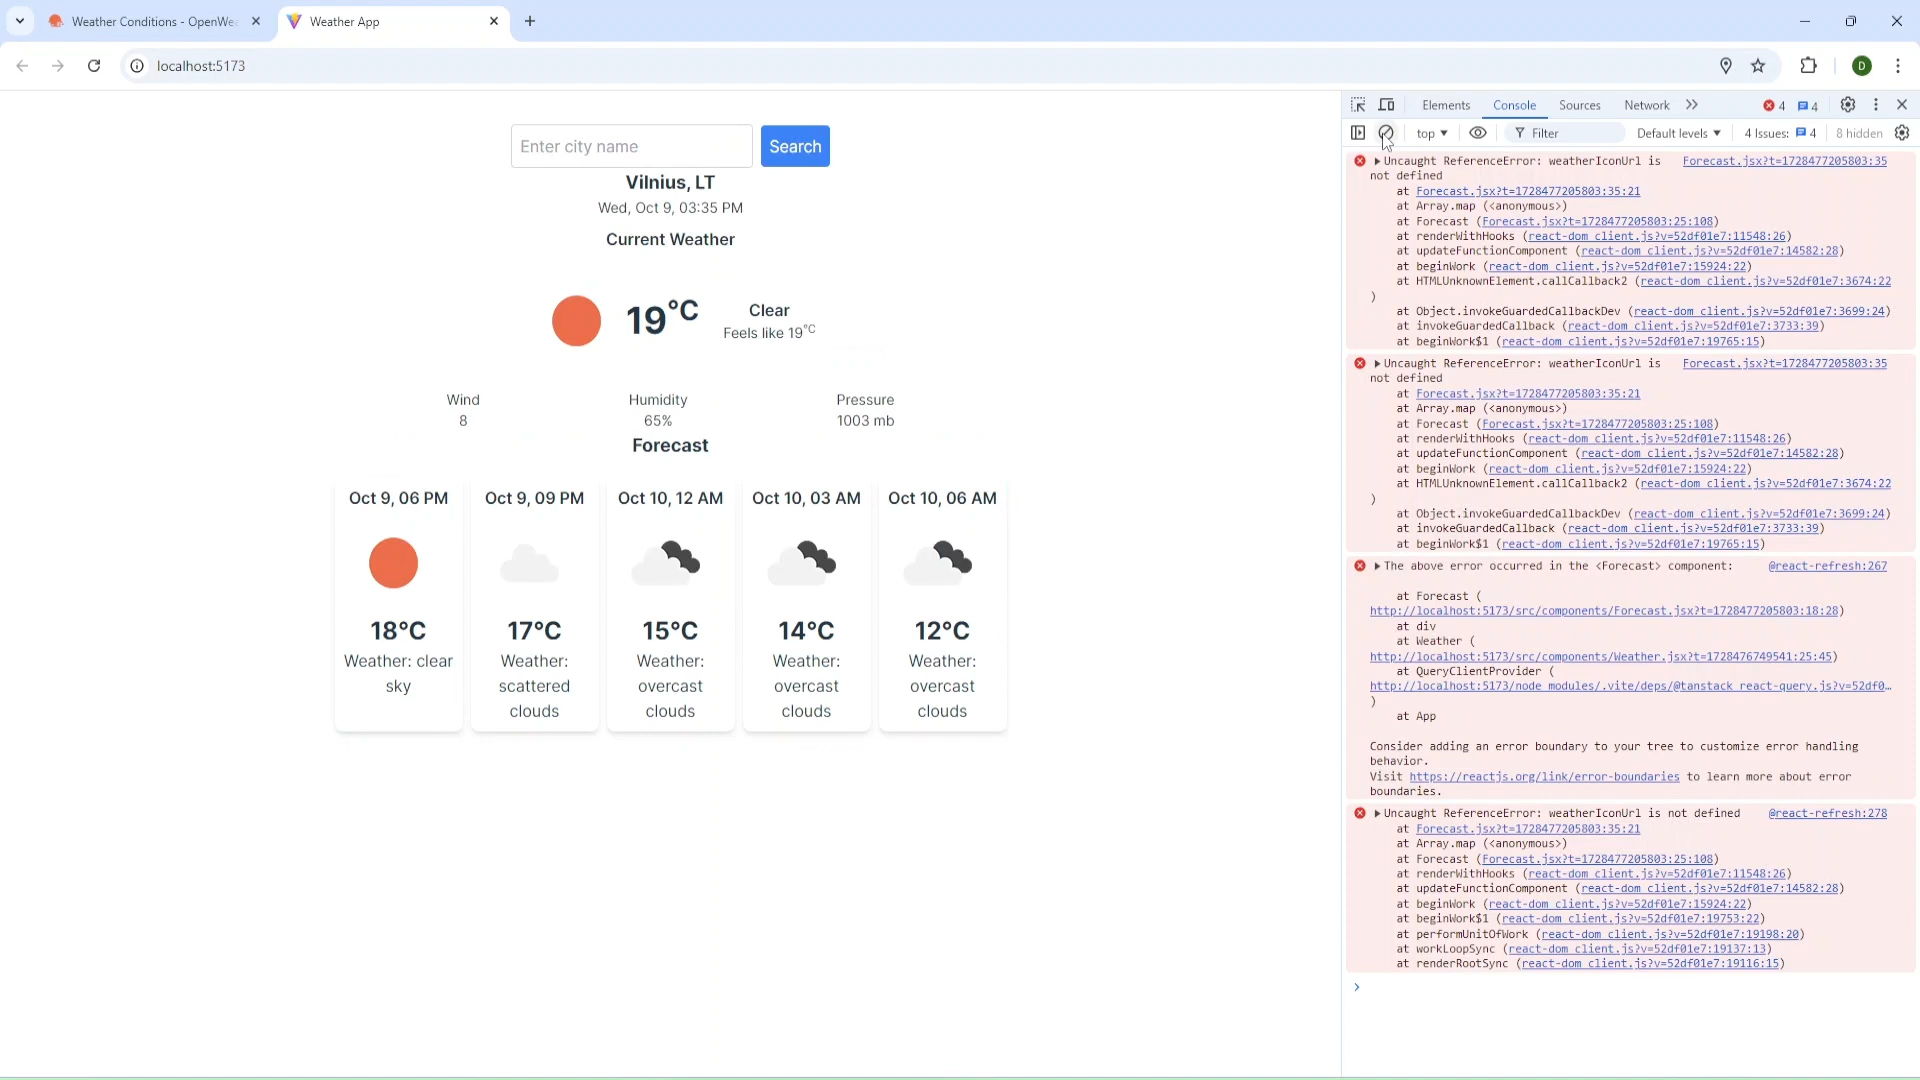 Weather Conditions - OpenWea
Weather App
localhost:5173
D
Enter city name
Search
Vilnius, LT
Wed, Oct 9, 03:35 PM
Current Weather
19°C
Clear
Feels like 19°C
Wind
8
Humidity
65%
Pressure
1003 mb
Forecast
Oct 9, 06 PM
18°C
Weather: clear
sky
Oct 9, 09 PM
17°C
Weather:
scattered
clouds
Oct 10, 12 AM
15°C
Weather:
overcast
clouds
Oct 10, 03 AM
14°C
Weather:
overcast
clouds
Oct 10, 06 AM
12°C
Weather:
overcast
clouds
Elements
Console
Sources
Network
4
4
top
Filter
Default levels
4 Issues: 4
8 hidden
Uncaught ReferenceError: weatherIconUrl is Forecast.jsx?t=1728477205803:35
not defined
at Forecast.jsx?t=1728477205803:35:21
at Array.map (<anonymous>)
at Forecast (Forecast.jsx?t=1728477205803:25:108)
at renderWithHooks (react-dom_client.js?v=52df01e7:11548:26)
at updateFunctionComponent (react-dom_client.js?v=52df01e7:14582:28)
at beginWork (react-dom_client.js?v=52df01e7:15924:22)
at HTMLUnknownElement.callCallback2 (react-dom_client.js?v=52df01e7:3674:22
)
at Object.invokeGuardedCallbackDev (react-dom_client.js?v=52df01e7:3699:24)
at invokeGuardedCallback (react-dom_client.js?v=52df01e7:3733:39)
at beginWork$1 (react-dom_client.js?v=52df01e7:19765:15)
Uncaught ReferenceError: weatherIconUrl is Forecast.jsx?t=1728477205803:35
not defined
at Forecast.jsx?t=1728477205803:35:21
at Array.map (<anonymous>)
at Forecast (Forecast.jsx?t=1728477205803:25:108)
at renderWithHooks (react-dom_client.js?v=52df01e7:11548:26)
at updateFunctionComponent (react-dom_client.js?v=52df01e7:14582:28)
at beginWork (react-dom_client.js?v=52df01e7:15924:22)
at HTMLUnknownElement.callCallback2 (react-dom_client.js?v=52df01e7:3674:22
)
at Object.invokeGuardedCallbackDev (react-dom_client.js?v=52df01e7:3699:24)
at invokeGuardedCallback (react-dom_client.js?v=52df01e7:3733:39)
at beginWork$1 (react-dom_client.js?v=52df01e7:19765:15)
The above error occurred in the <Forecast> component: @react-refresh:267
at Forecast (
http://localhost:5173/src/components/Forecast.jsx?t=1728477205803:18:28)
at div
at Weather (
http://localhost:5173/src/components/Weather.jsx?t=1728476749541:25:45)
at QueryClientProvider (
http://localhost:5173/node_modules/.vite/deps/@tanstack_react-query.js?v=52df0…
)
at App
Consider adding an error boundary to your tree to customize error handling
behavior.
Visit https://reactjs.org/link/error-boundaries to learn more about error
boundaries.
Uncaught ReferenceError: weatherIconUrl is not defined @react-refresh:278
at Forecast.jsx?t=1728477205803:35:21
at Array.map (<anonymous>)
at Forecast (Forecast.jsx?t=1728477205803:25:108)
at renderWithHooks (react-dom_client.js?v=52df01e7:11548:26)
at updateFunctionComponent (react-dom_client.js?v=52df01e7:14582:28)
at beginWork (react-dom_client.js?v=52df01e7:15924:22)
at beginWork$1 (react-dom_client.js?v=52df01e7:19753:22)
at performUnitOfWork (react-dom_client.js?v=52df01e7:19198:20)
at workLoopSync (react-dom_client.js?v=52df01e7:19137:13)
at renderRootSync (react-dom_client.js?v=52df01e7:19116:15)